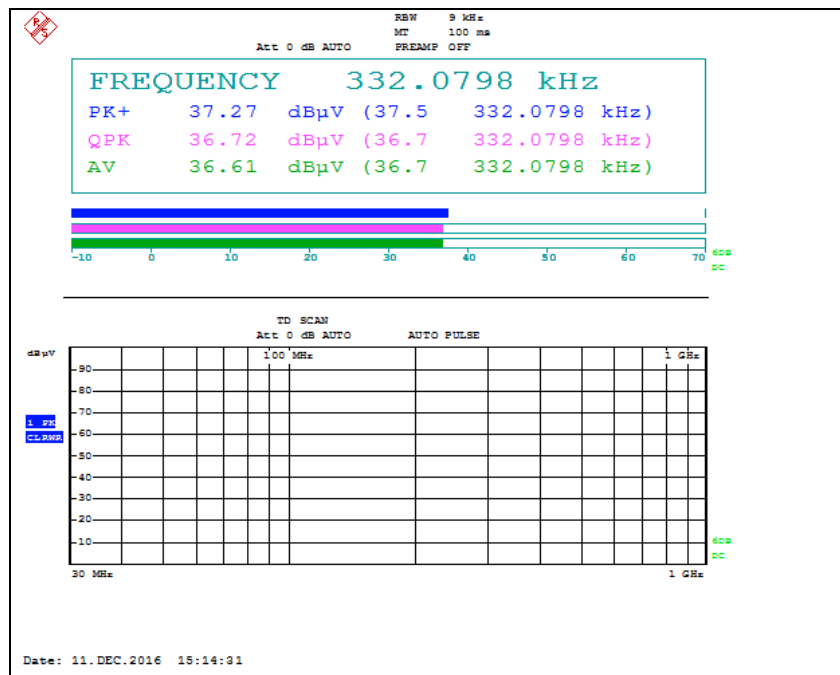 R S
RBW 9 kHz
MT 100 ms
Att 0 dB AUTO PREAMP OFF
FREQUENCY 332.0798 kHz
PK+ 37.27 dBµV (37.5 332.0798 kHz)
QPK 36.72 dBµV (36.7 332.0798 kHz)
AV 36.61 dBµV (36.7 332.0798 kHz)
-10 0 10 20 30 40 50 60 70
6DB
DC
TD SCAN
Att 0 dB AUTO AUTO PULSE
dBµV
100 MHz 1 GHz
90
80
70
1 PK
CLRWR
60
50
40
30
20
10
6DB
DC
30 MHz 1 GHz
Date: 11.DEC.2016 15:14:31